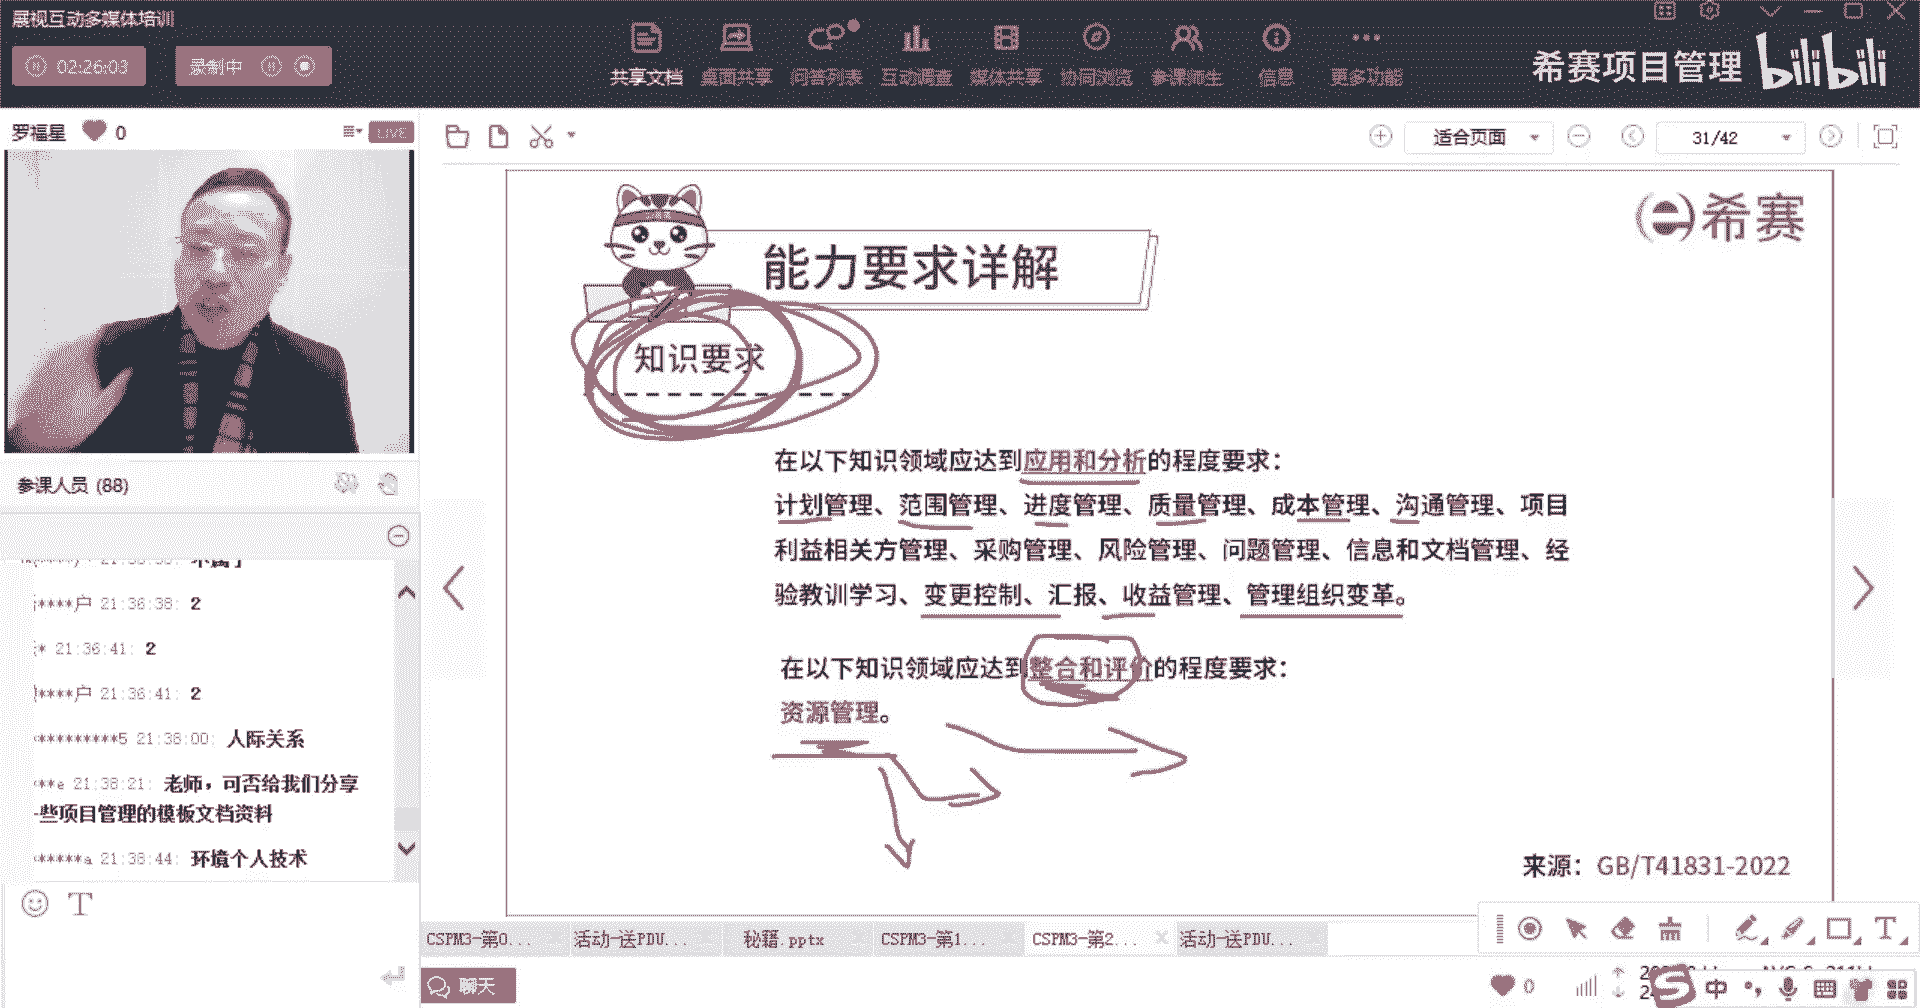 展视互动多媒体培训
02:26:03
录制中
共享文档
桌面共享
问答列表
互动调查
媒体共享
协同浏览
参课师生
信息
更多功能
希赛项目管理
bilibili
罗福星 0
LIVE
适合页面
31/42
希赛
能力要求详解
知识要求
在以下知识领域应达到应用和分析的程度要求：
计划管理、范围管理、进度管理、质量管理、成本管理、沟通管理、项目
利益相关方管理、采购管理、风险管理、问题管理、信息和文档管理、经
验教训学习、变更控制、汇报、收益管理、管理组织变革。
在以下知识领域应达到整合和评价的程度要求：
资源管理。
来源：GB/T41831-2022
参课人员 (88)
****户 21:36:38: 2
* 21:36:41: 2
****户 21:36:41: 2
*********5 21:38:00: 人际关系
**e 21:38:21: 老师，可否给我们分享
一些项目管理的模板文档资料
*****a 21:38:44: 环境个人技术
CSPM3-第0...
活动-送PDU...
秘籍.pptx
CSPM3-第1...
CSPM3-第2...
活动-送PDU...
聊天
0
中